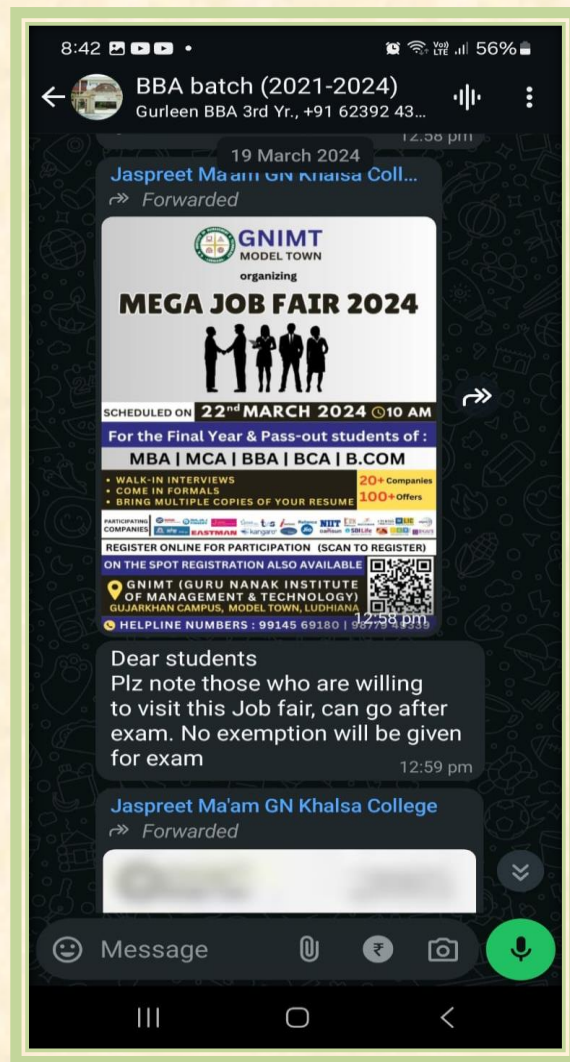 8:42
56%
BBA batch (2021-2024)
Gurleen BBA 3rd Yr., +91 62392 43...
12.58 pm
19 March 2024
Jaspreet Ma'am GN Khalsa Coll...
Forwarded
GNIMT
MODEL TOWN
organizing
MEGA JOB FAIR 2024
SCHEDULED ON 22nd MARCH 2024 10 AM
For the Final Year & Pass-out students of :
MBA | MCA | BBA | BCA | B.COM
• WALK-IN INTERVIEWS
• COME IN FORMALS
• BRING MULTIPLE COPIES OF YOUR RESUME
20+ Companies
100+ Offers
PARTICIPATING
COMPANIES
EASTMAN kangaro NIIT LIC
REGISTER ONLINE FOR PARTICIPATION (SCAN TO REGISTER)
ON THE SPOT REGISTRATION ALSO AVAILABLE
GNIMT (GURU NANAK INSTITUTE
OF MANAGEMENT & TECHNOLOGY)
GUJARKHAN CAMPUS, MODEL TOWN, LUDHIANA
HELPLINE NUMBERS : 99145 69180 |
12:58 pm
Dear students
Plz note those who are willing
to visit this Job fair, can go after
exam. No exemption will be given
for exam
12:59 pm
Jaspreet Ma'am GN Khalsa College
Forwarded
Message